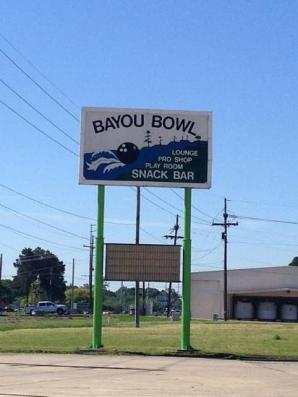 BAYOU BOWL
LOUNGE
PRO SHOP
PLAY ROOM
SNACK BAR